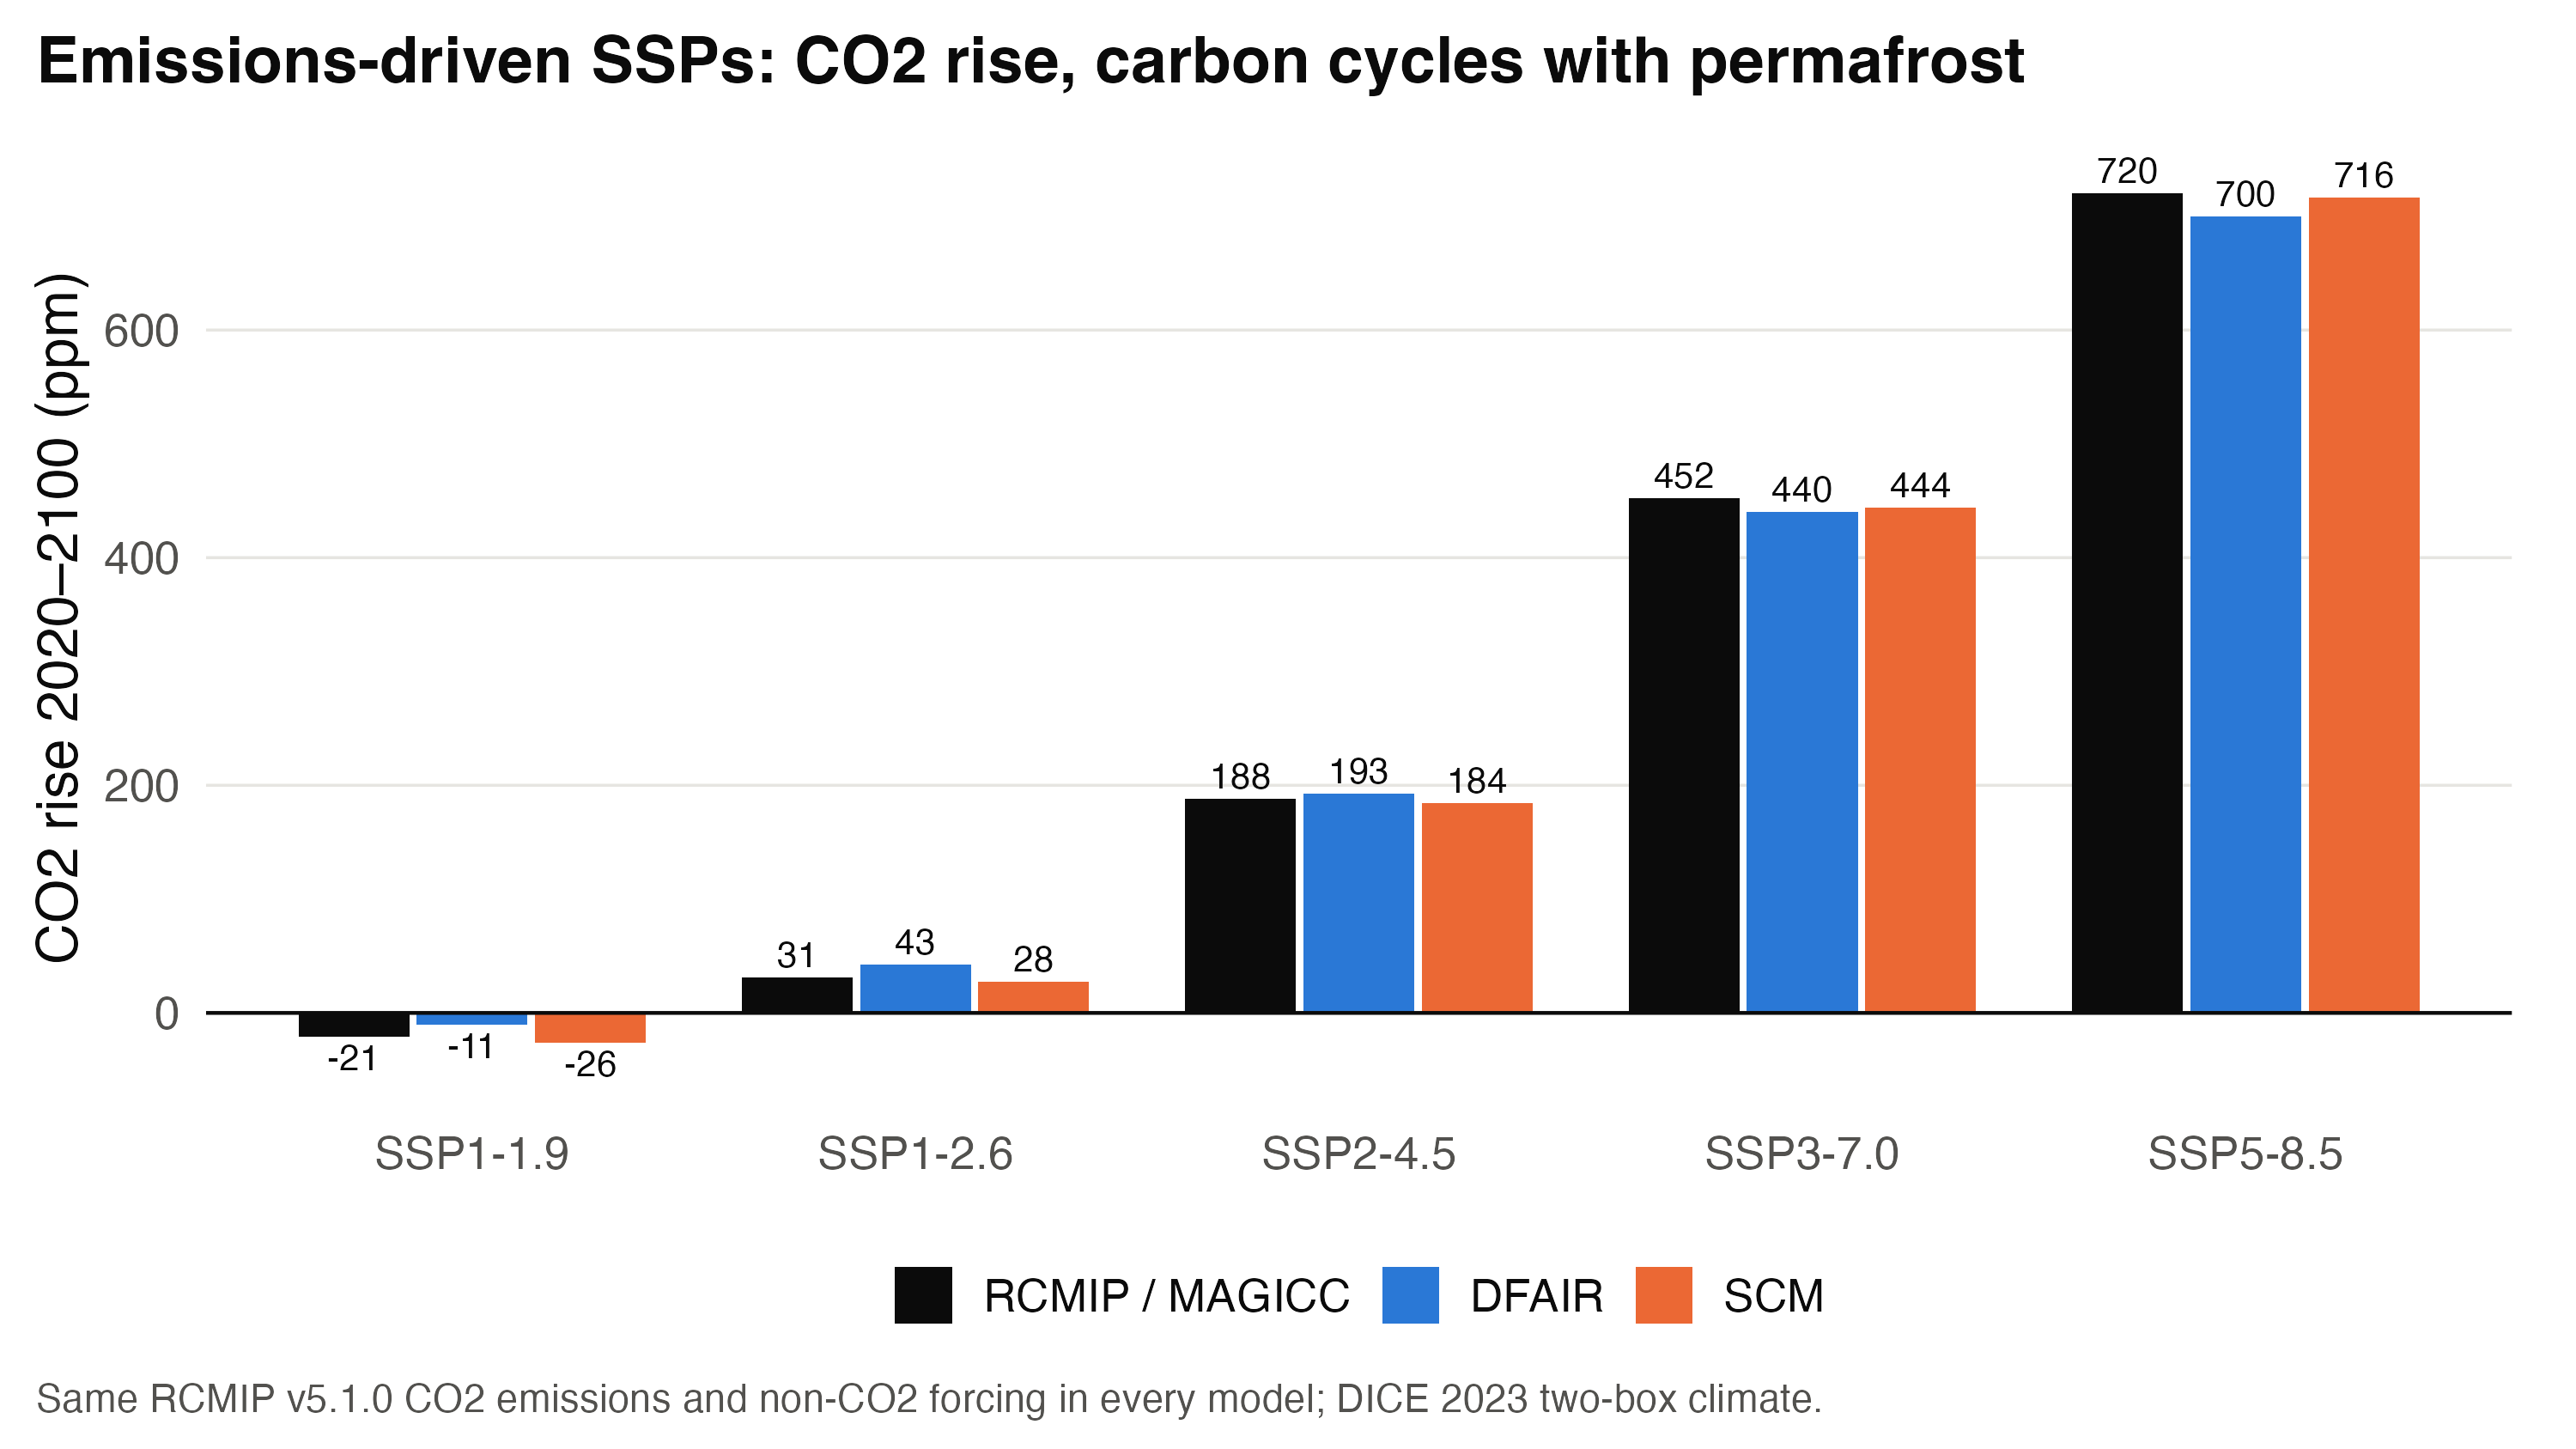 Emissions-driven SSPs: CO2 rise, carbon cycles with permafrost
CO2 rise 2020–2100 (ppm)
600
400
200
0
-21
-11
-26
31
43
28
188
193
184
452
440
444
720
700
716
SSP1-1.9
SSP1-2.6
SSP2-4.5
SSP3-7.0
SSP5-8.5
RCMIP / MAGICC
DFAIR
SCM
Same RCMIP v5.1.0 CO2 emissions and non-CO2 forcing in every model; DICE 2023 two-box climate.